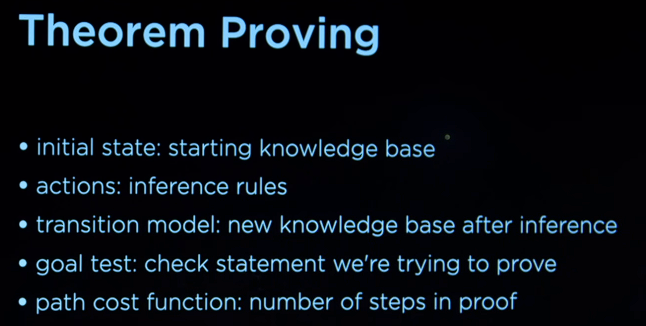 Theorem Proving
• initial state: starting knowledge base
• actions: inference rules
• transition model: new knowledge base after inference
• goal test: check statement we're trying to prove
• path cost function: number of steps in proof